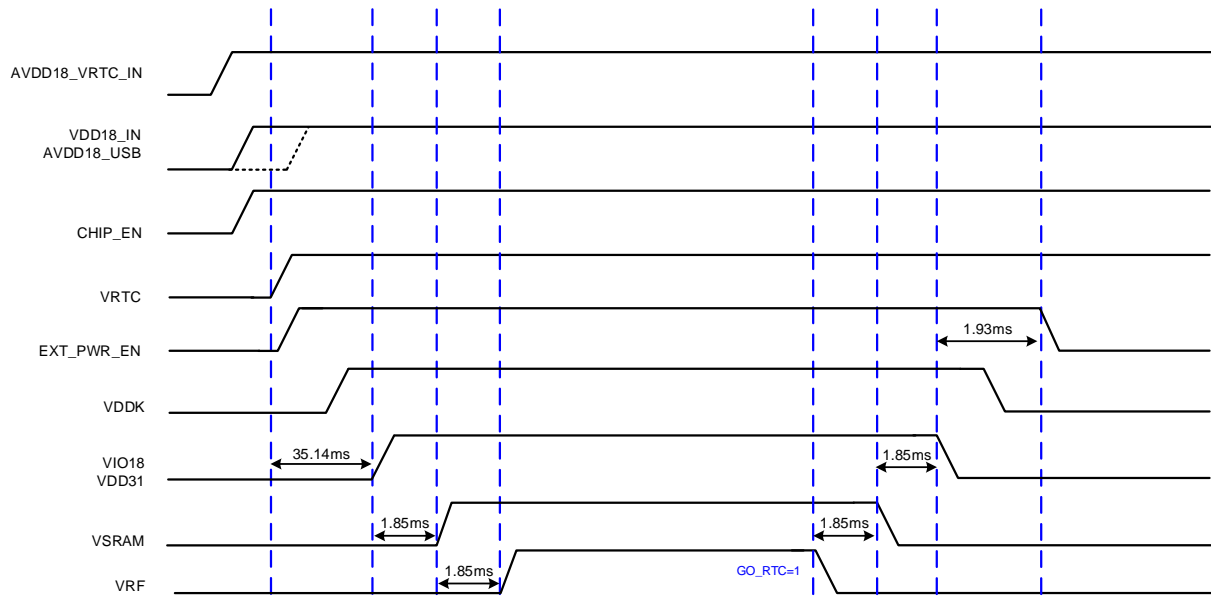 AVDD18_VRTC_IN
VDD18_IN
AVDD18_USB
CHIP_EN
VRTC
EXT_PWR_EN
1.93ms
VDDK
VIO18
VDD31
35.14ms
1.85ms
VSRAM
1.85ms
1.85ms
VRF
1.85ms
GO_RTC=1